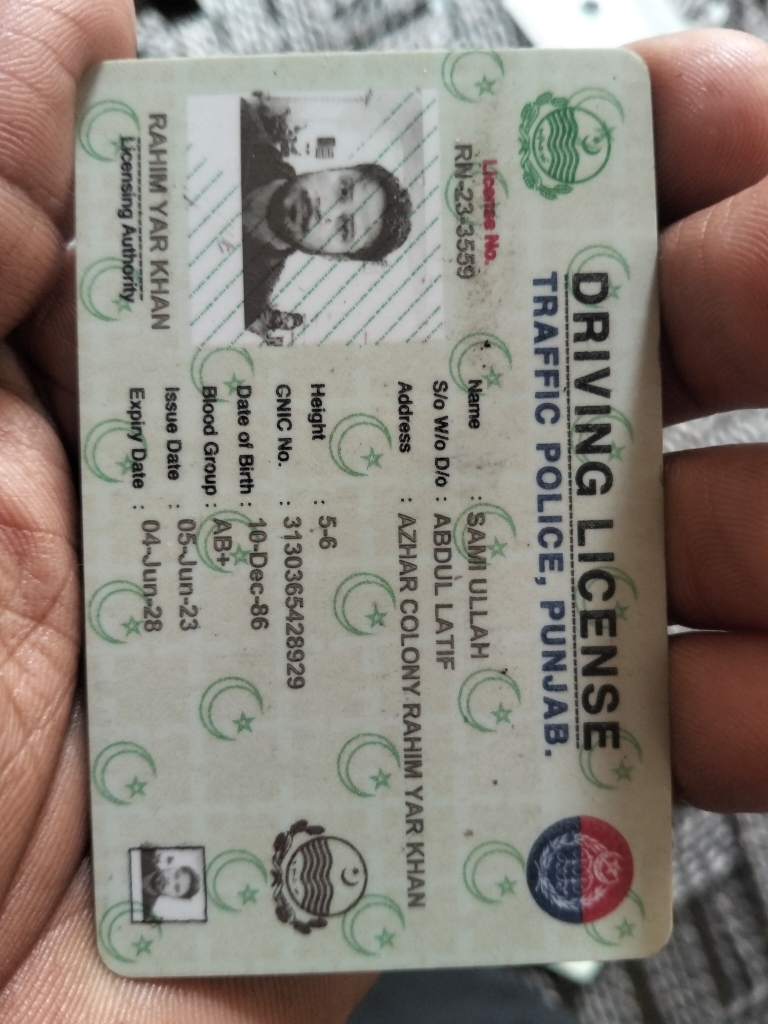 DRIVING LICENSE
TRAFFIC POLICE, PUNJAB.
License No.
RN-23-3559
Name : SAMI ULLAH
S/o W/o D/o : ABDUL LATIF
Address : AZHAR COLONY RAHIM YAR KHAN
Height : 5-6
CNIC No. : 3130365428929
Date of Birth : 10-Dec-86
Blood Group : AB+
Issue Date : 05-Jun-23
Expiry Date : 04-Jun-28
RAHIM YAR KHAN
Licensing Authority